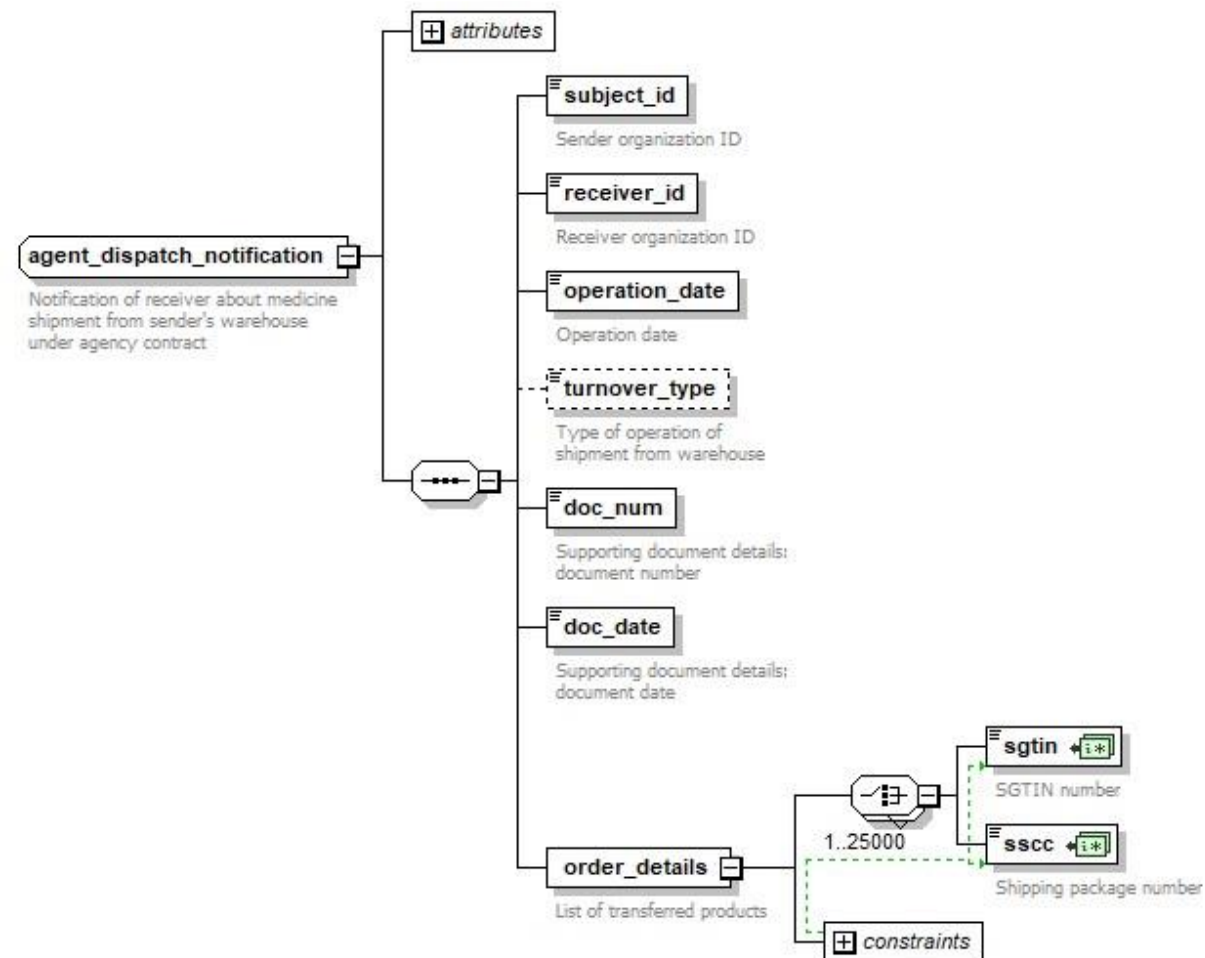 attributes
subject_id
Sender organization ID
receiver_id
Receiver organization ID
agent_dispatch_notification
Notification of receiver about medicine
shipment from sender's warehouse
under agency contract
operation_date
Operation date
turnover_type
Type of operation of
shipment from warehouse
doc_num
Supporting document details:
document number
doc_date
Supporting document details:
document date
sgtin
SGTIN number
1..25000
sscc
Shipping package number
order_details
List of transferred products
constraints